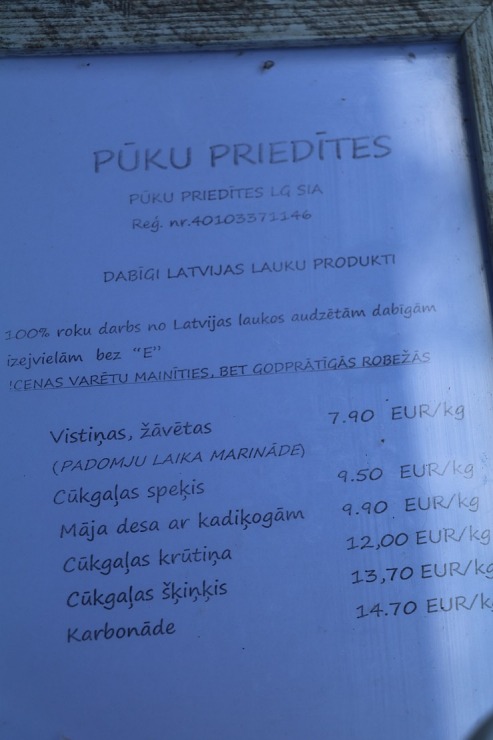 PŪKU PRIEDĪTES
PŪKU PRIEDĪTES LG SIA
Reģ. nr.40103371146
DABĪGI LATVIJAS LAUKU PRODUKTI
100% roku darbs no Latvijas laukos audzētām dabīgām
izejvielām bez “E”
!CENAS VARĒTU MAINĪTIES, BET GODPRĀTĪGĀS ROBEŽĀS
Vistiņas, žāvētas 7.90 EUR/kg
(PADOMJU LAIKA MARINĀDE)
Cūkgaļas speķis 9.50 EUR/kg
Māja desa ar kadiķogām 9.90 EUR/kg
Cūkgaļas krūtiņa 12,00 EUR/kg
Cūkgaļas šķiņķis 13,70 EUR/kg
Karbonāde 14.70 EUR/kg